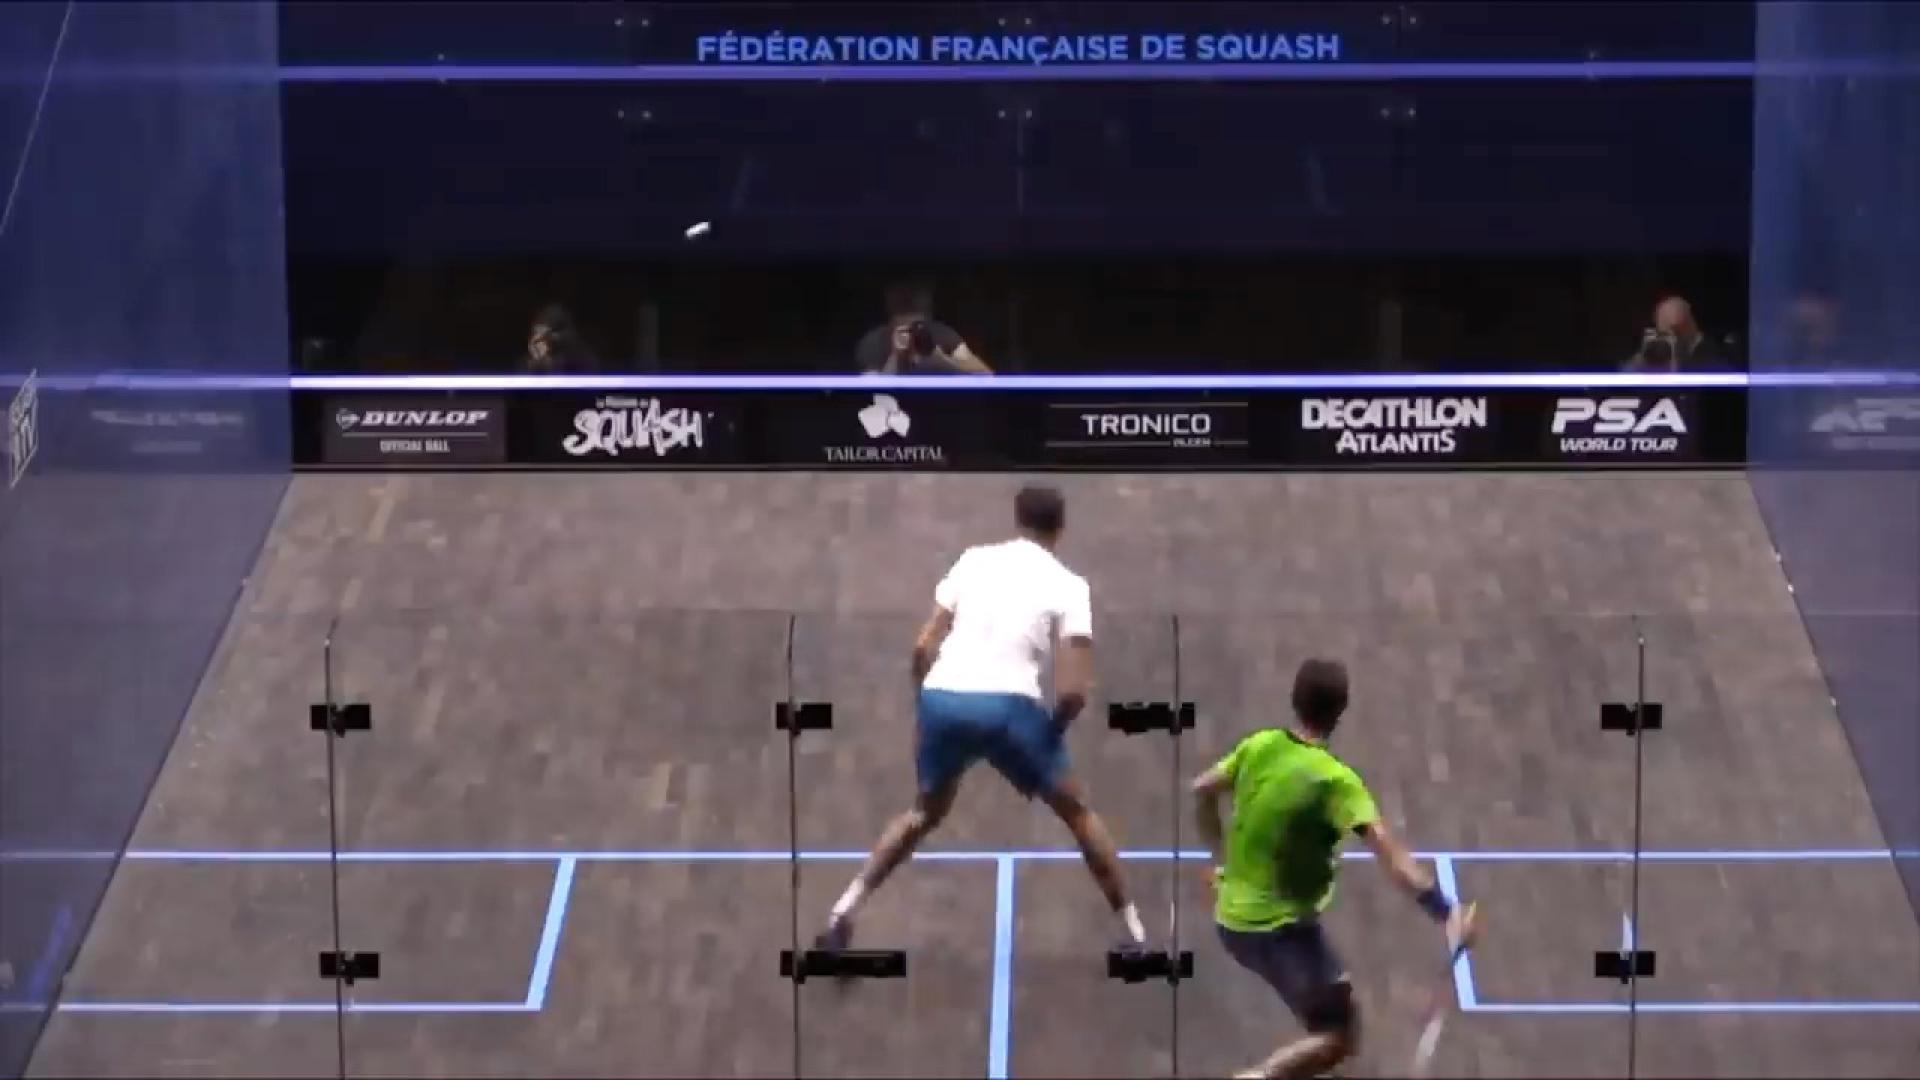 FÉDÉRATION FRANÇAISE DE SQUASH
DUNLOP
OFFICIAL BALL
SQUASH
TAILOR CAPITAL
TRONICO
DECATHLON
ATLANTIS
PSA
WORLD TOUR